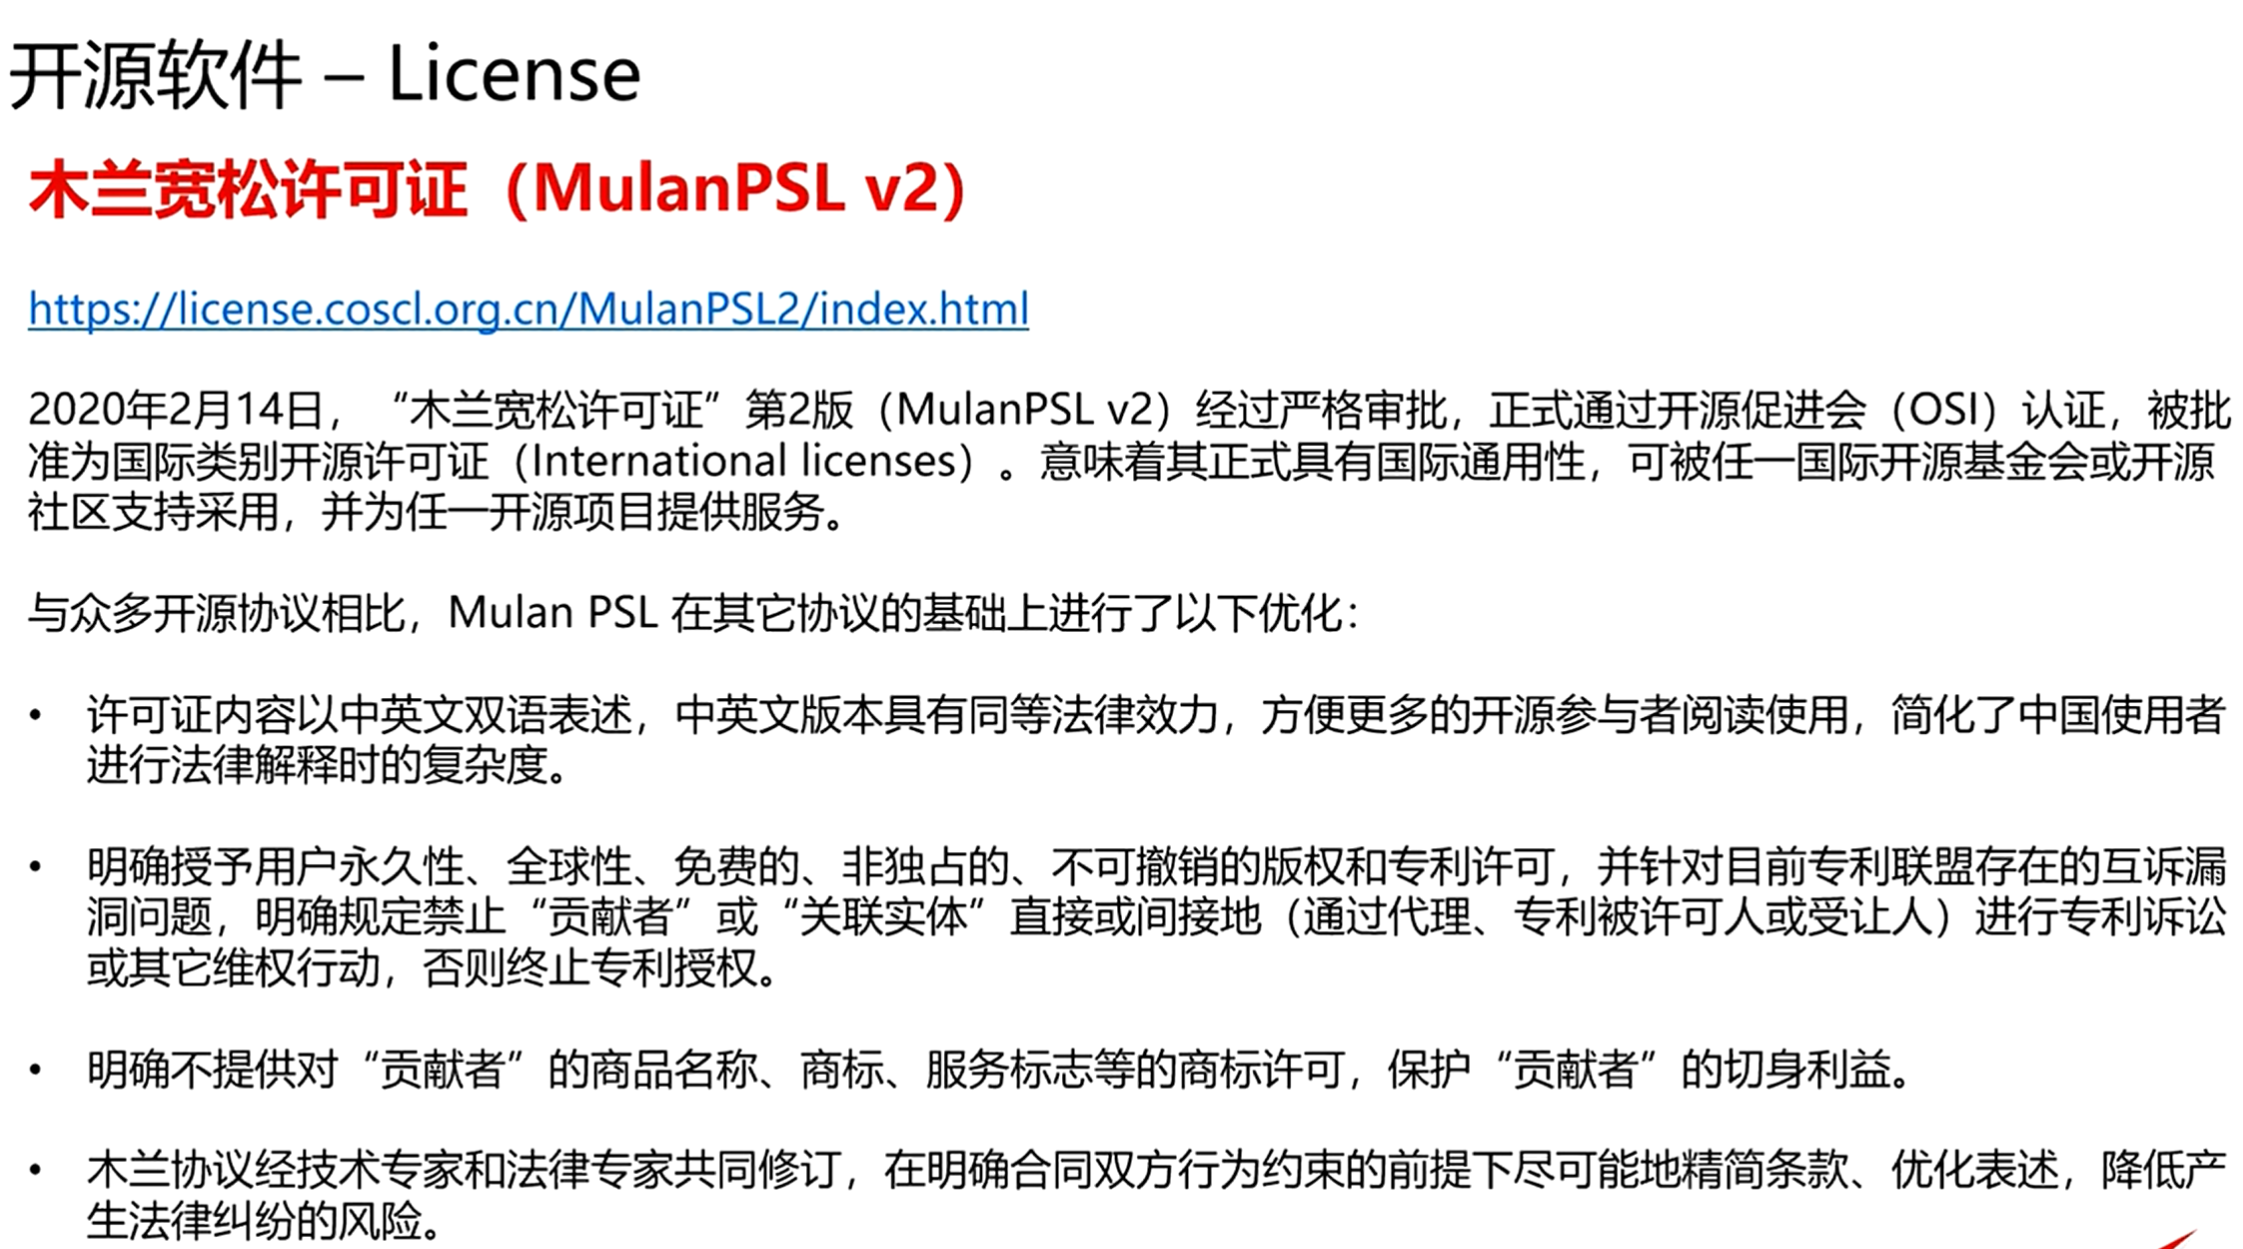 开源软件 – License
木兰宽松许可证（MulanPSL v2）
https://license.coscl.org.cn/MulanPSL2/index.html
2020年2月14日，“木兰宽松许可证”第2版（MulanPSL v2）经过严格审批，正式通过开源促进会（OSI）认证，被批
准为国际类别开源许可证（International licenses）。意味着其正式具有国际通用性，可被任一国际开源基金会或开源
社区支持采用，并为任一开源项目提供服务。
与众多开源协议相比，Mulan PSL 在其它协议的基础上进行了以下优化：
• 许可证内容以中英文双语表述，中英文版本具有同等法律效力，方便更多的开源参与者阅读使用，简化了中国使用者
进行法律解释时的复杂度。
• 明确授予用户永久性、全球性、免费的、非独占的、不可撤销的版权和专利许可，并针对目前专利联盟存在的互诉漏
洞问题，明确规定禁止“贡献者”或“关联实体”直接或间接地（通过代理、专利被许可人或受让人）进行专利诉讼
或其它维权行动，否则终止专利授权。
• 明确不提供对“贡献者”的商品名称、商标、服务标志等的商标许可，保护“贡献者”的切身利益。
• 木兰协议经技术专家和法律专家共同修订，在明确合同双方行为约束的前提下尽可能地精简条款、优化表述，降低产
生法律纠纷的风险。